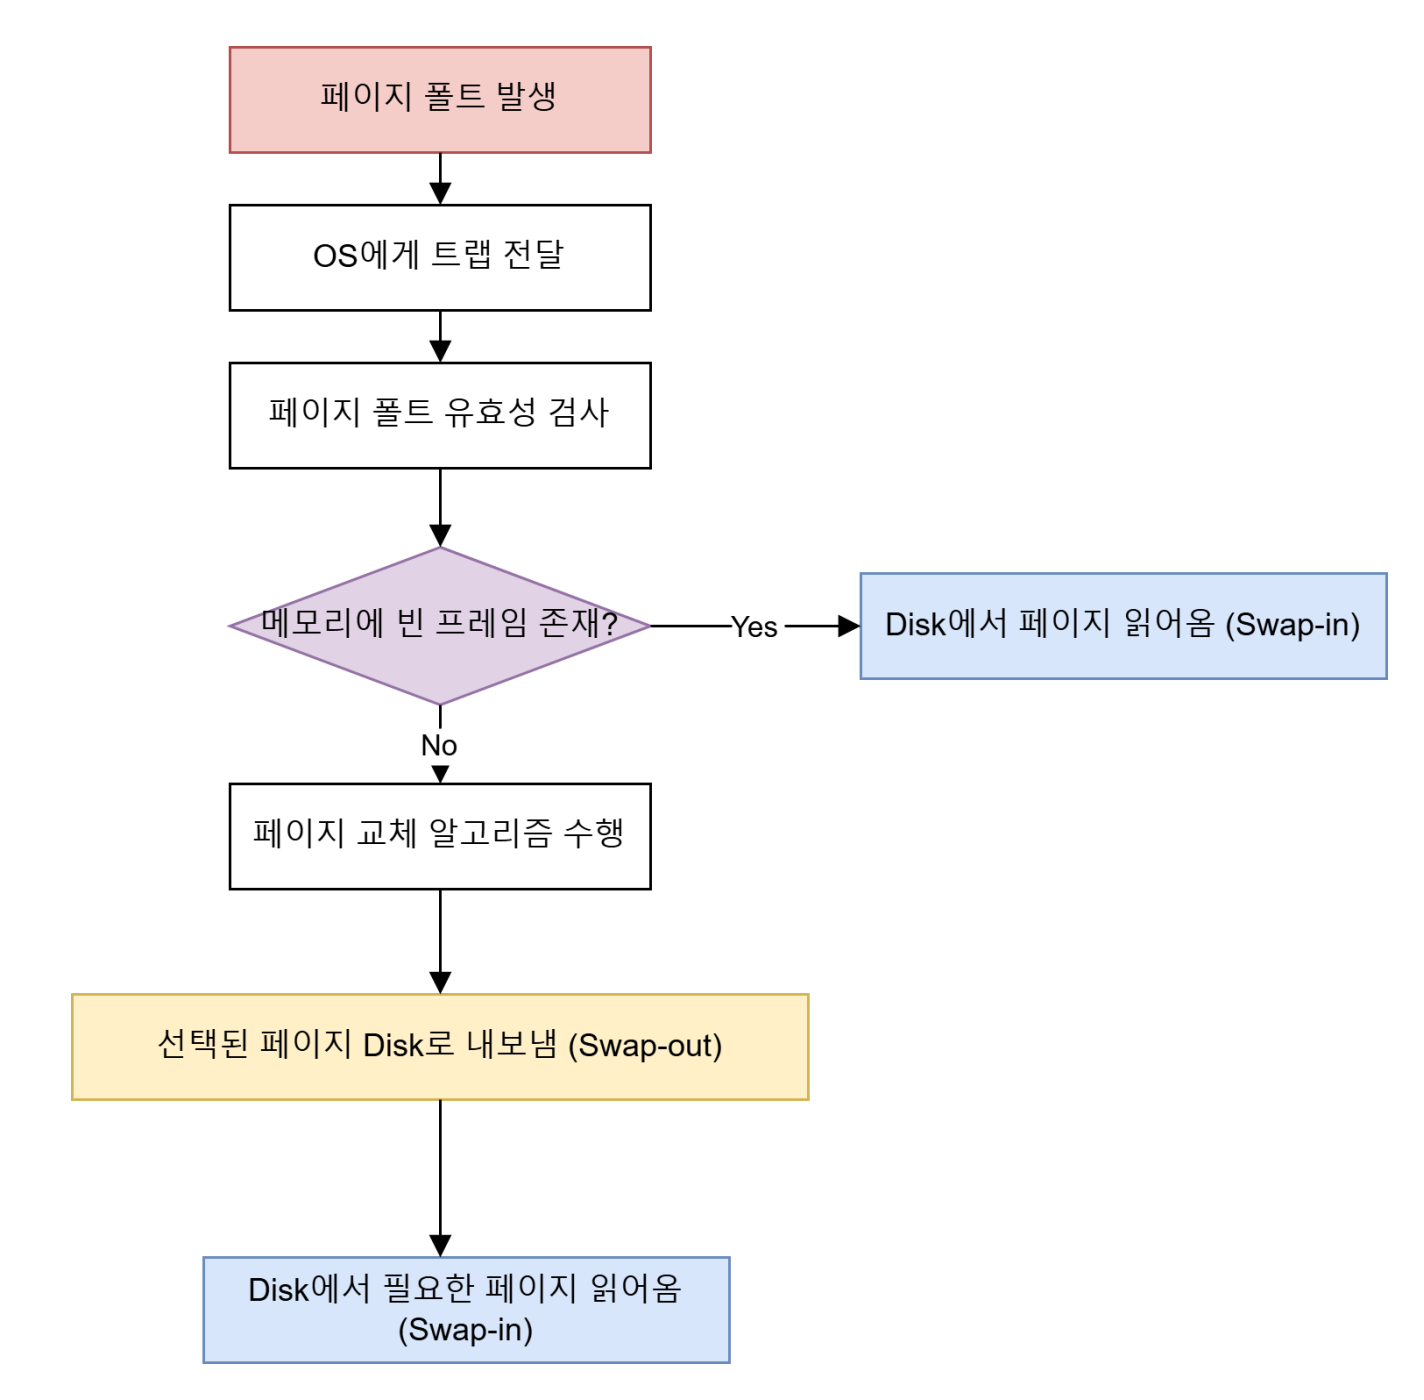 페이지 폴트 발생
OS에게 트랩 전달
페이지 폴트 유효성 검사
메모리에 빈 프레임 존재?
Yes
Disk에서 페이지 읽어옴 (Swap-in)
No
페이지 교체 알고리즘 수행
선택된 페이지 Disk로 내보냄 (Swap-out)
Disk에서 필요한 페이지 읽어옴
(Swap-in)